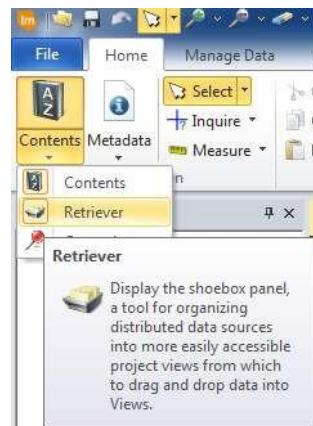 Im
File Home Manage Data
Select
Inquire
Measure
Contents Metadata
n
Contents
Retriever
Retriever
Display the shoebox panel,
a tool for organizing
distributed data sources
into more easily accessible
project views from which
to drag and drop data into
Views.